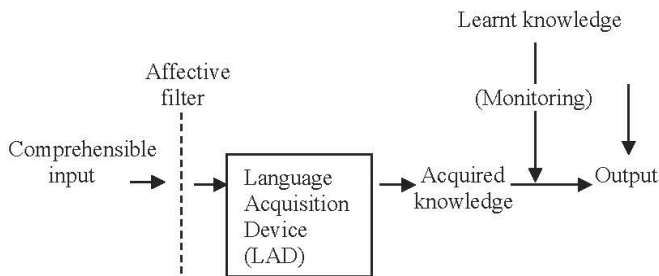 Learnt knowledge
Affective
filter
(Monitoring)
Comprehensible
input
Language
Acquisition
Device
(LAD)
Acquired
knowledge
Output